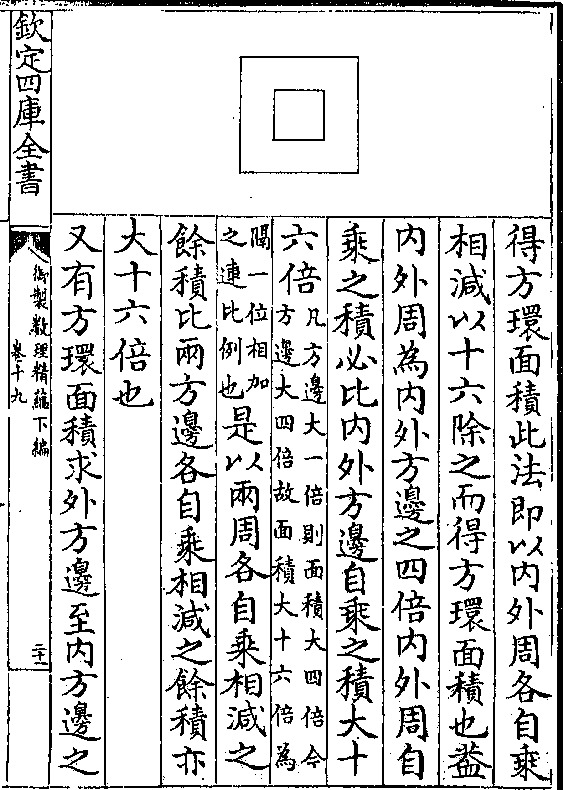 得方環面積此法即以内外周各自乘
相減以十六除之而得方環面積也葢
内外周為内外方邊之四倍内外周自
乘之積必比内外方邊自乘之積大十
六倍凡方邊大一倍則面積大四倍今
方邊大四倍故面積大十六倍為
隔一位相加
之連比例也是以兩周各自乘相減之
餘積比兩方邊各自乘相減之餘積亦
大十六倍也
又有方環面積求外方邊至内方邊之
欽定四庫全書
御製數理精蘊下編
卷十九
二十一